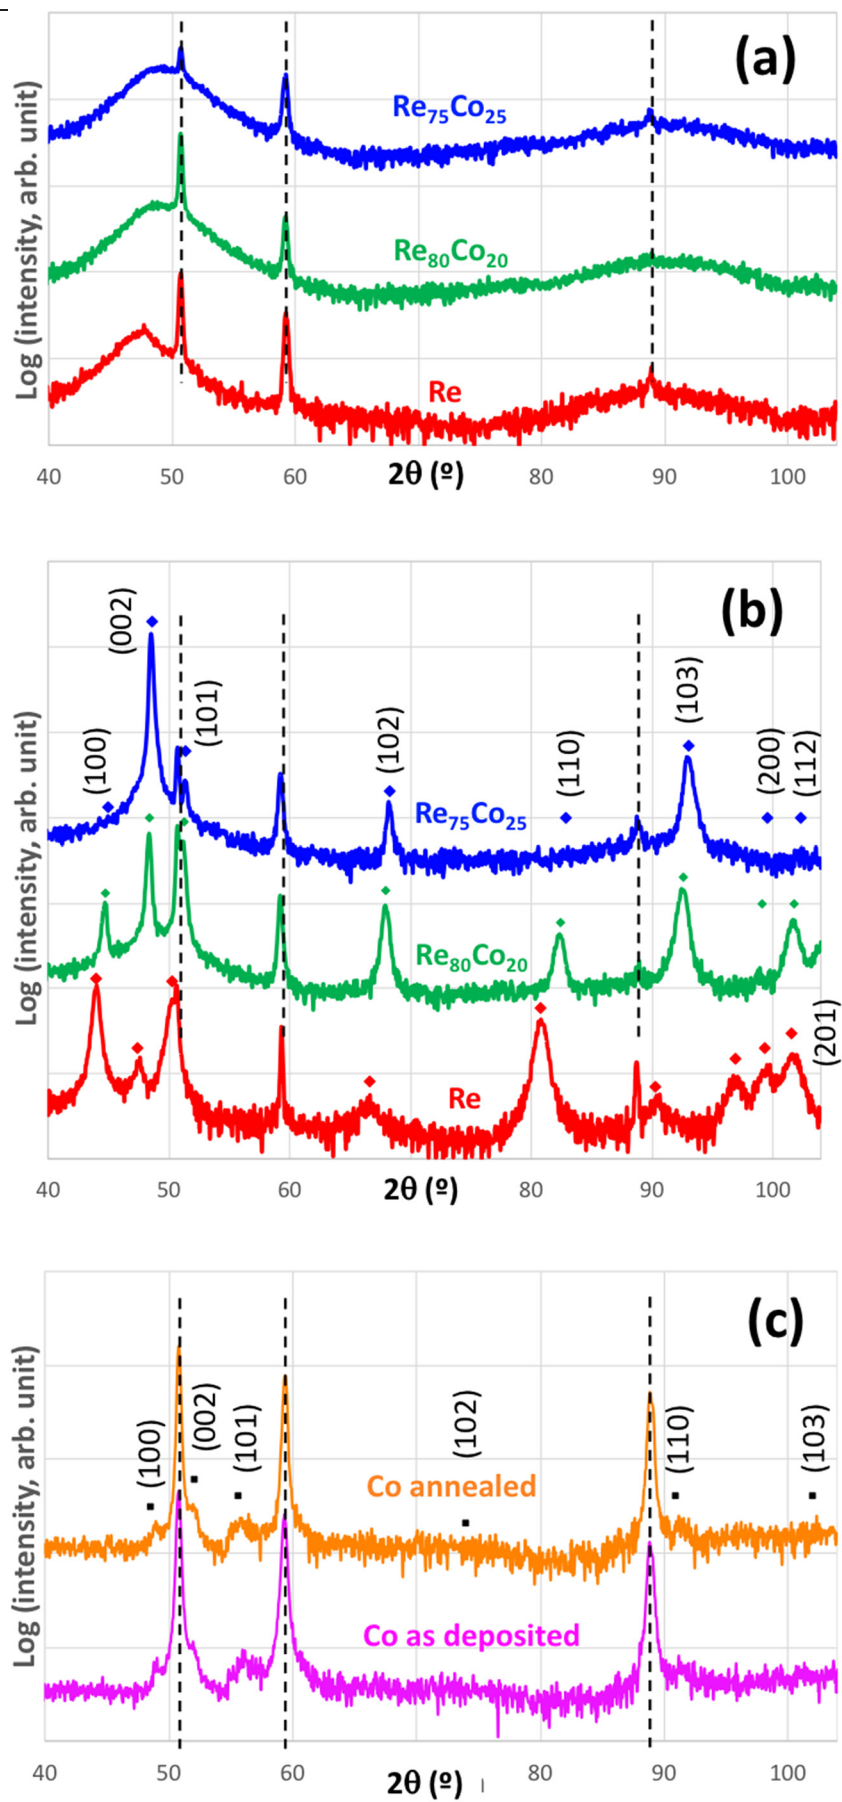 (a)
Log (intensity, arb. unit)
Re75Co25
Re80Co20
Re
40 50 60 2θ (º) 80 90 100
(b)
Log (intensity, arb. unit)
(100)
(002)
(101)
(102)
(110)
(103)
(200)
(112)
Re75Co25
Re80Co20
(201)
Re
40 50 60 2θ (º) 80 90 100
(c)
Log (intensity, arb. unit)
(100)
(002)
(101)
(102)
(110)
(103)
Co annealed
Co as deposited
40 50 60 2θ (º) 80 90 100